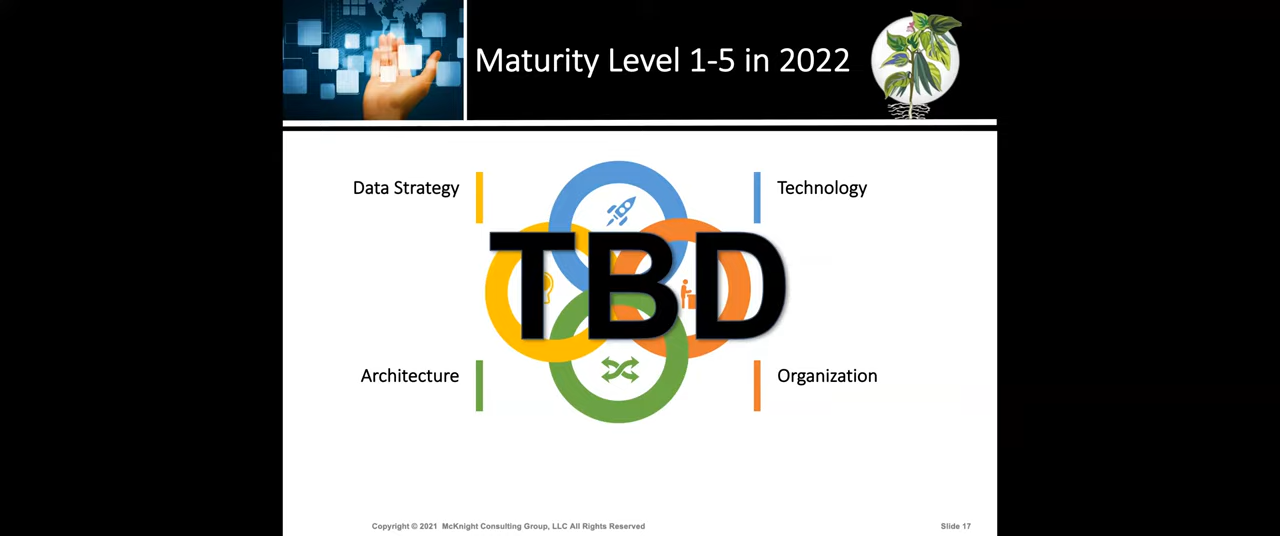 Maturity Level 1-5 in 2022
Data Strategy
Technology
TBD
Architecture
Organization
Copyright © 2021 McKnight Consulting Group, LLC All Rights Reserved
Slide 17